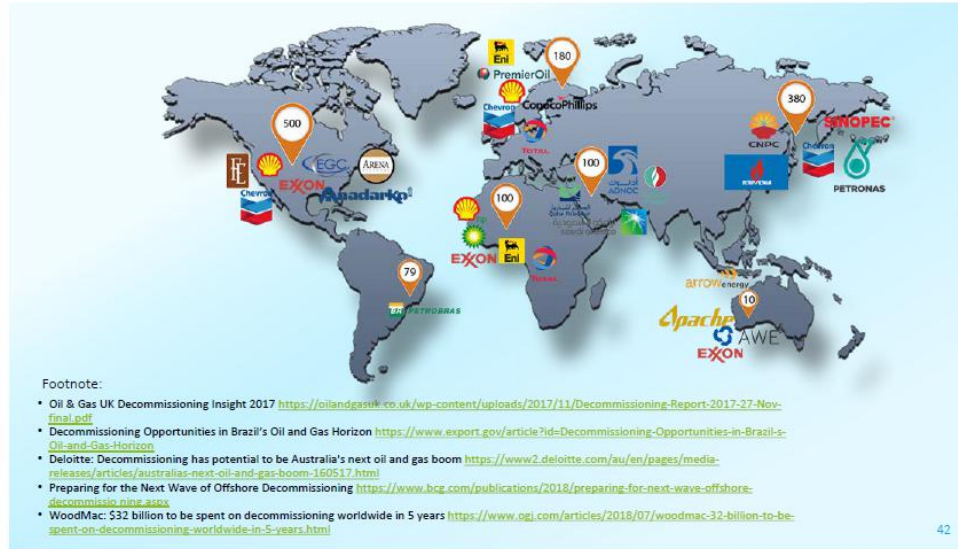 180
Eni
PremierOil
ConocoPhillips
Chevron
TOTAL
500
EGC
ARENA
EXXON
Chevron
Anadarko
380
SINOPEC
CNPC
Chevron
PETRONAS
100
أدنوك
ADNOC
100
EXXON
Eni
TOTAL
79
BR PETROBRAS
arrow energy
10
Apache
AWE
EXXON
Footnote:
• Oil & Gas UK Decommissioning Insight 2017 https://oilandgasuk.co.uk/wp-content/uploads/2017/11/Decommissioning-Report-2017-27-Nov-
final.pdf
• Decommissioning Opportunities in Brazil's Oil and Gas Horizon https://www.export.gov/article?id=Decommissioning-Opportunities-in-Brazil-s-
Oil-and-Gas-Horizon
• Deloitte: Decommissioning has potential to be Australia's next oil and gas boom https://www2.deloitte.com/au/en/pages/media-
releases/articles/australias-next-oil-and-gas-boom-160517.html
• Preparing for the Next Wave of Offshore Decommissioning https://www.bcg.com/publications/2018/preparing-for-next-wave-offshore-
decommissio ning.aspx
• WoodMac: $32 billion to be spent on decommissioning worldwide in 5 years https://www.ogj.com/articles/2018/07/woodmac-32-billion-to-be-
spent-on-decommissioning-worldwide-in-5-years.html
42